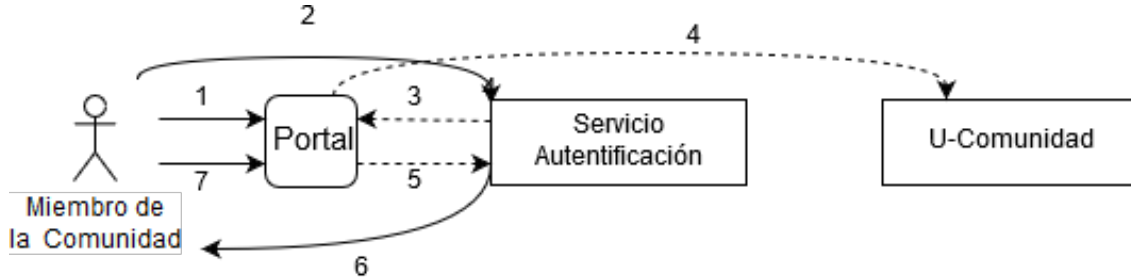 2
4
1
3
Portal
Servicio
Autentificación
U-Comunidad
7
5
Miembro de
la Comunidad
6